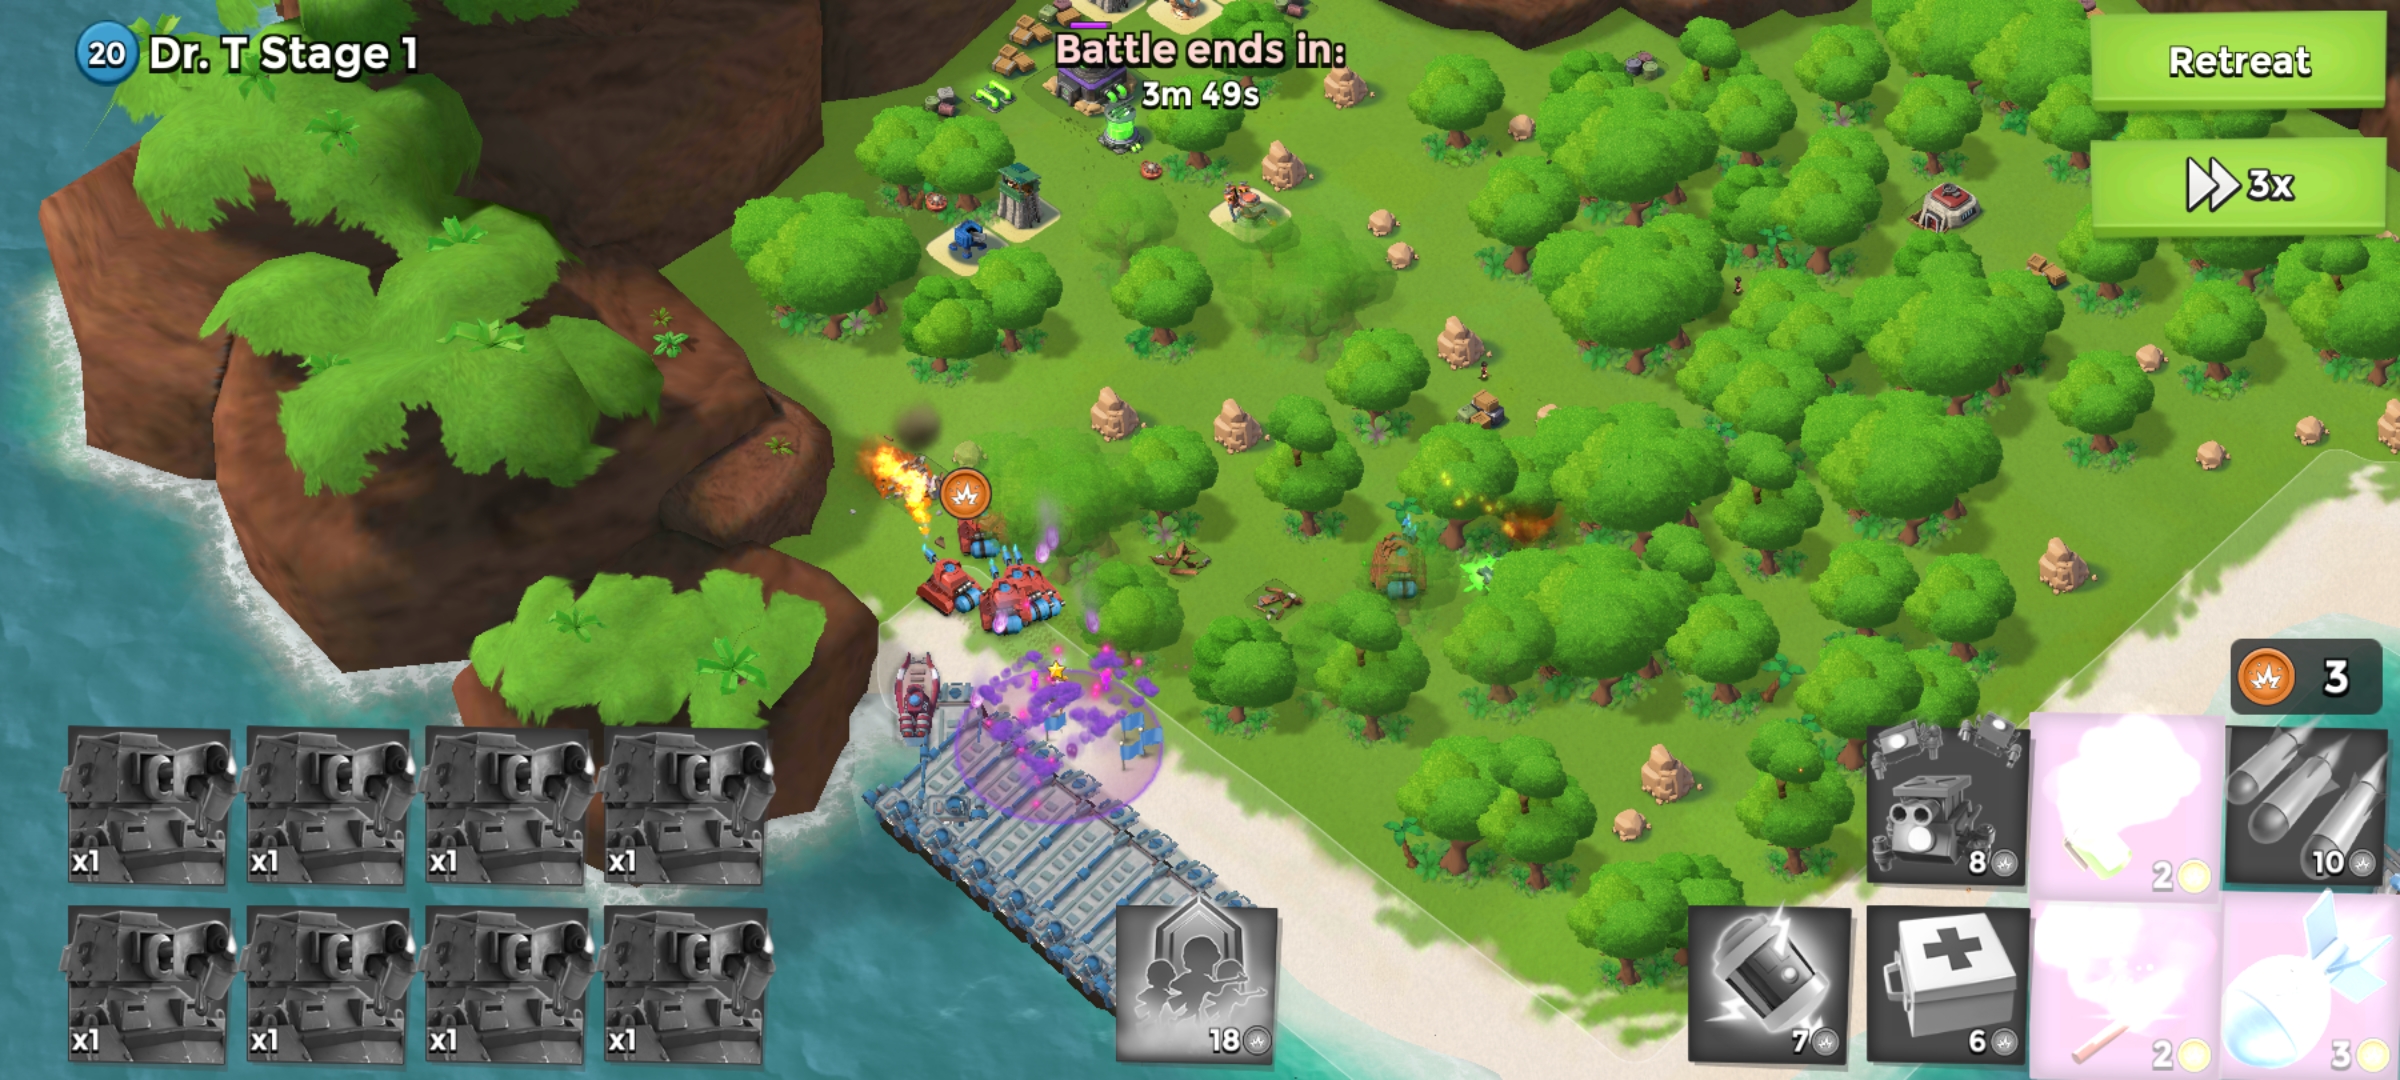 20 Dr. T Stage 1
Battle ends in:
3m 49s
Retreat
3x
3
x1 x1 x1 x1
8 2 10
x1 x1 x1 x1
18 7 6 2 3